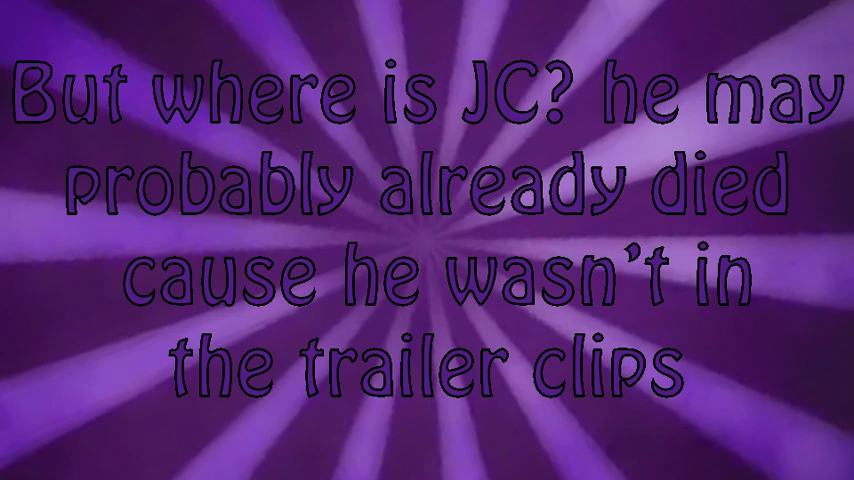 But where is JC? he may
probably already died
cause he wasn't in
the trailer clips